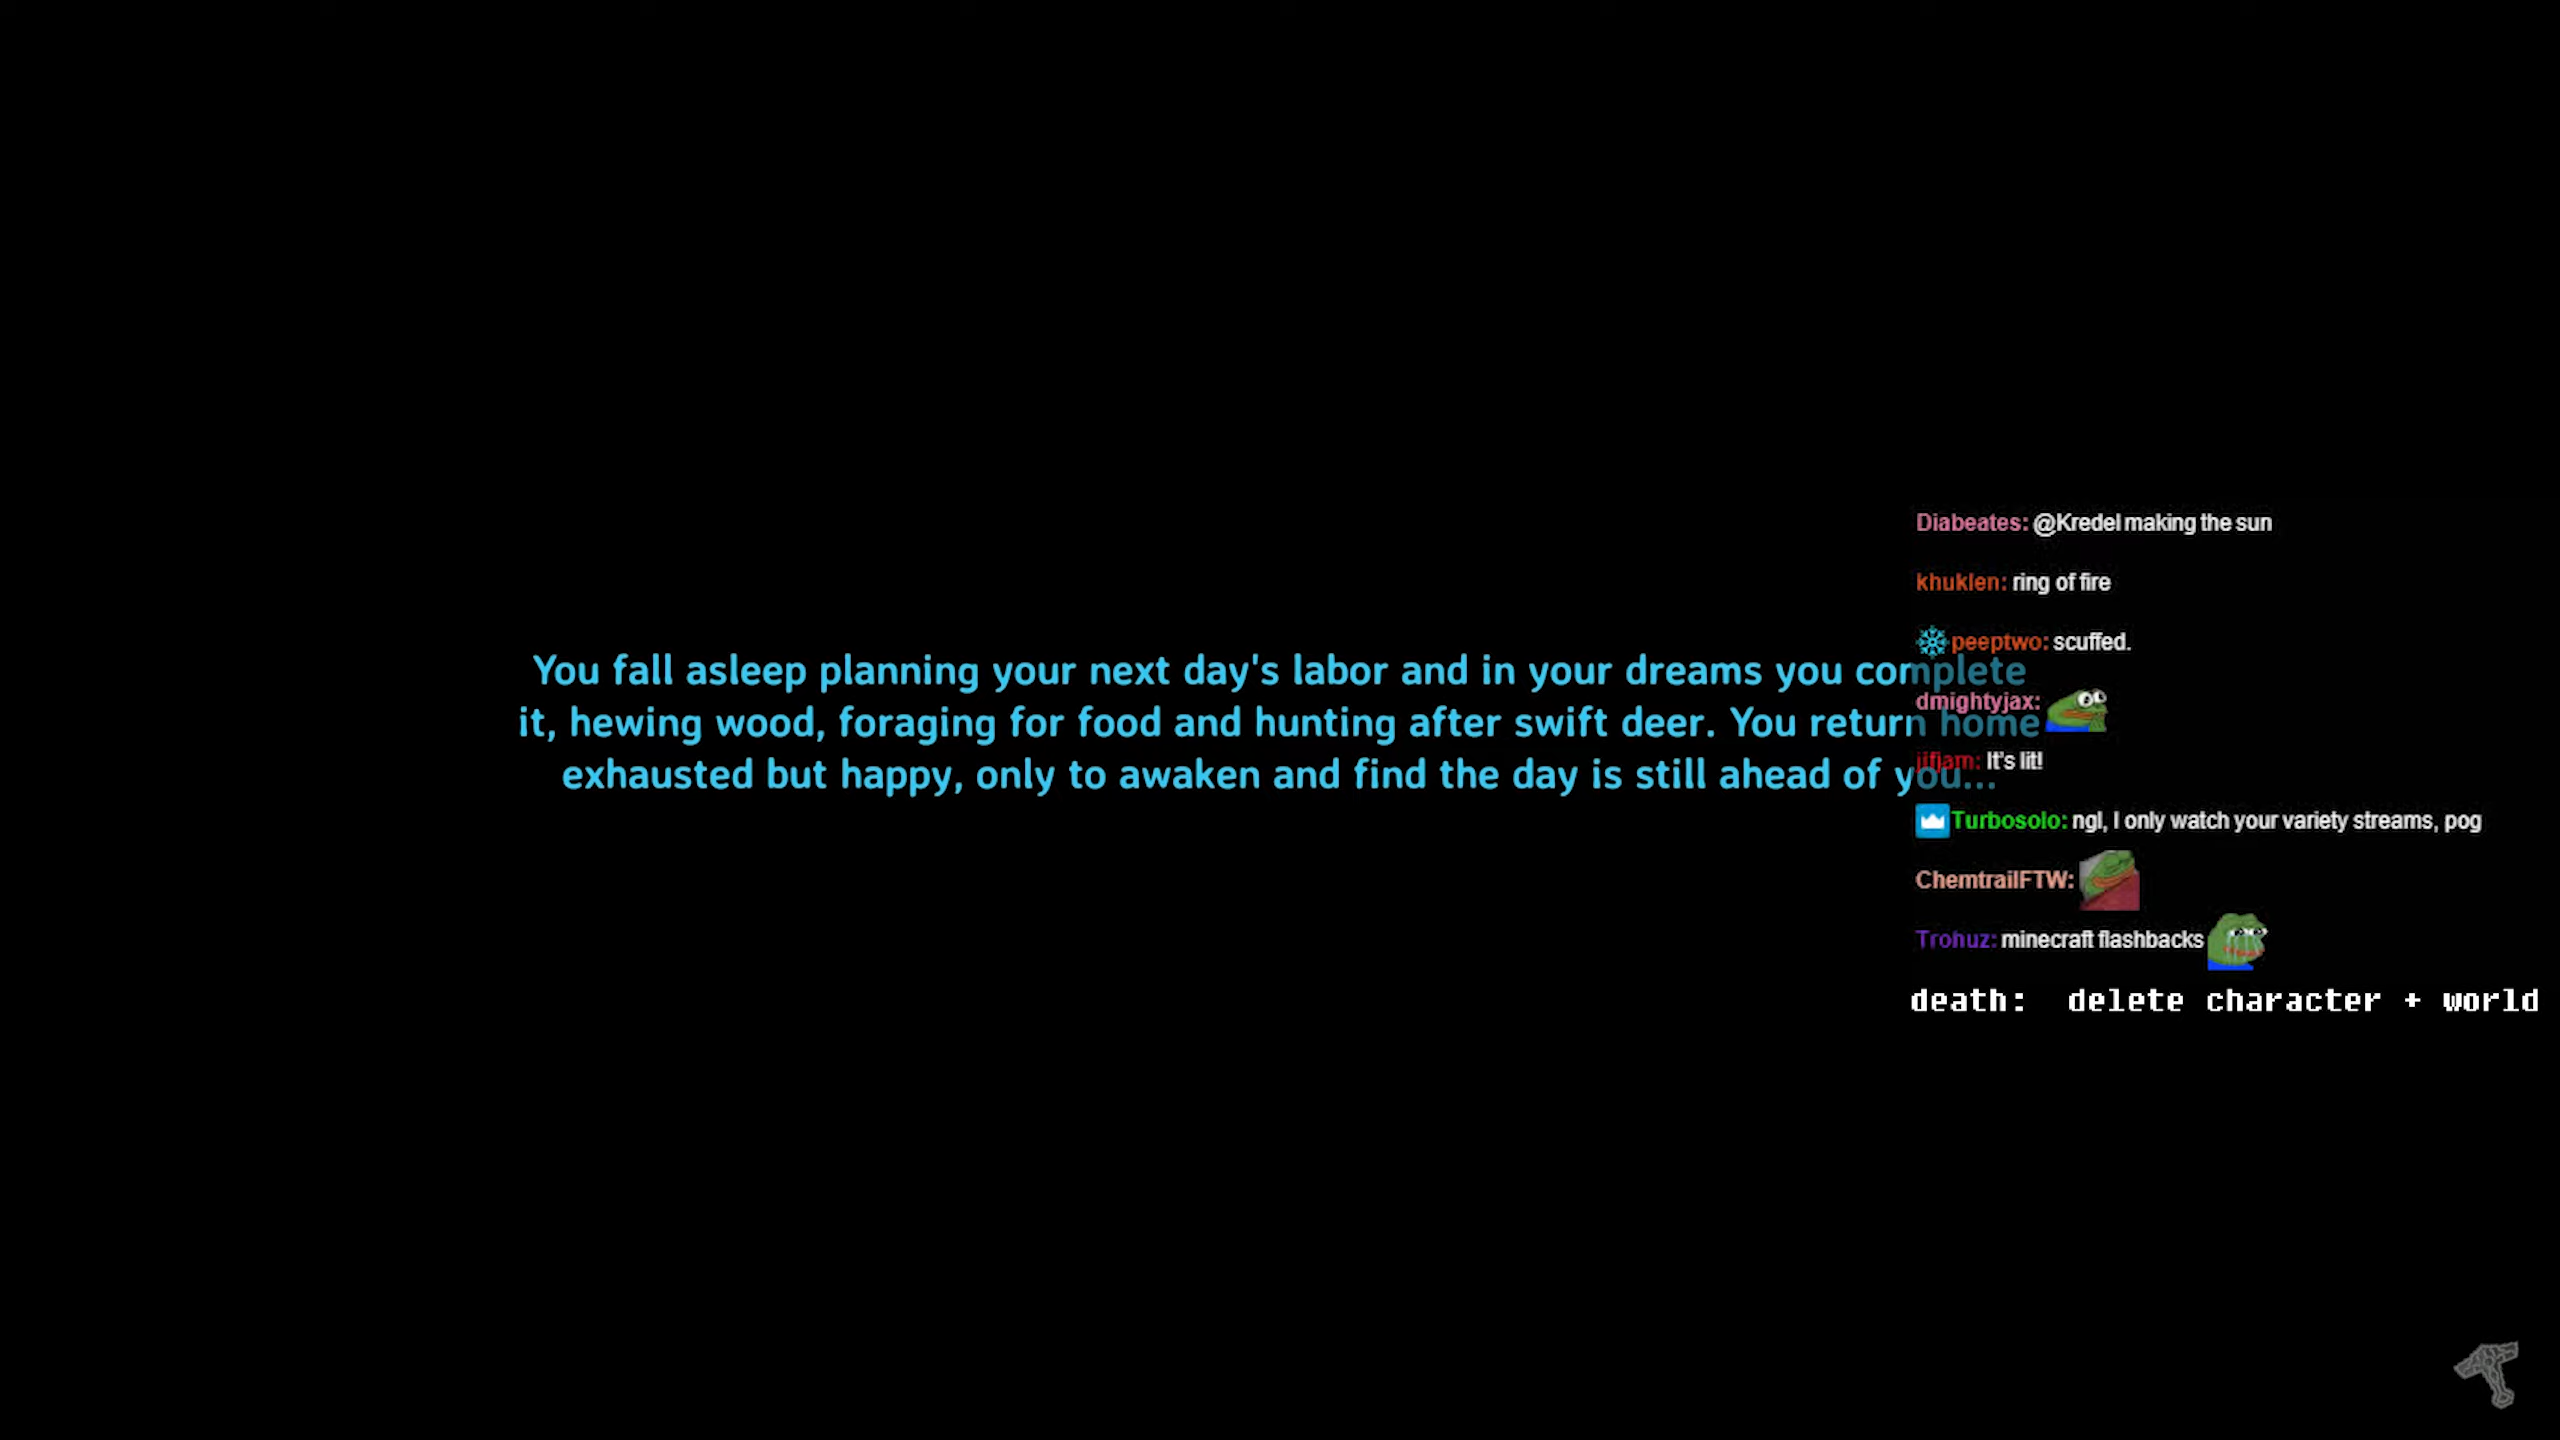 You fall asleep planning your next day's labor and in your dreams you complete
it, hewing wood, foraging for food and hunting after swift deer. You return home
exhausted but happy, only to awaken and find the day is still ahead of you...
Diabeates: @Kredel making the sun
khuklen: ring of fire
peeptwo: scuffed.
dmightyjax:
jifjam: It's lit!
Turbosolo: ngl, I only watch your variety streams, pog
ChemtrailFTW:
Trohuz: minecraft flashbacks
death: delete character + world